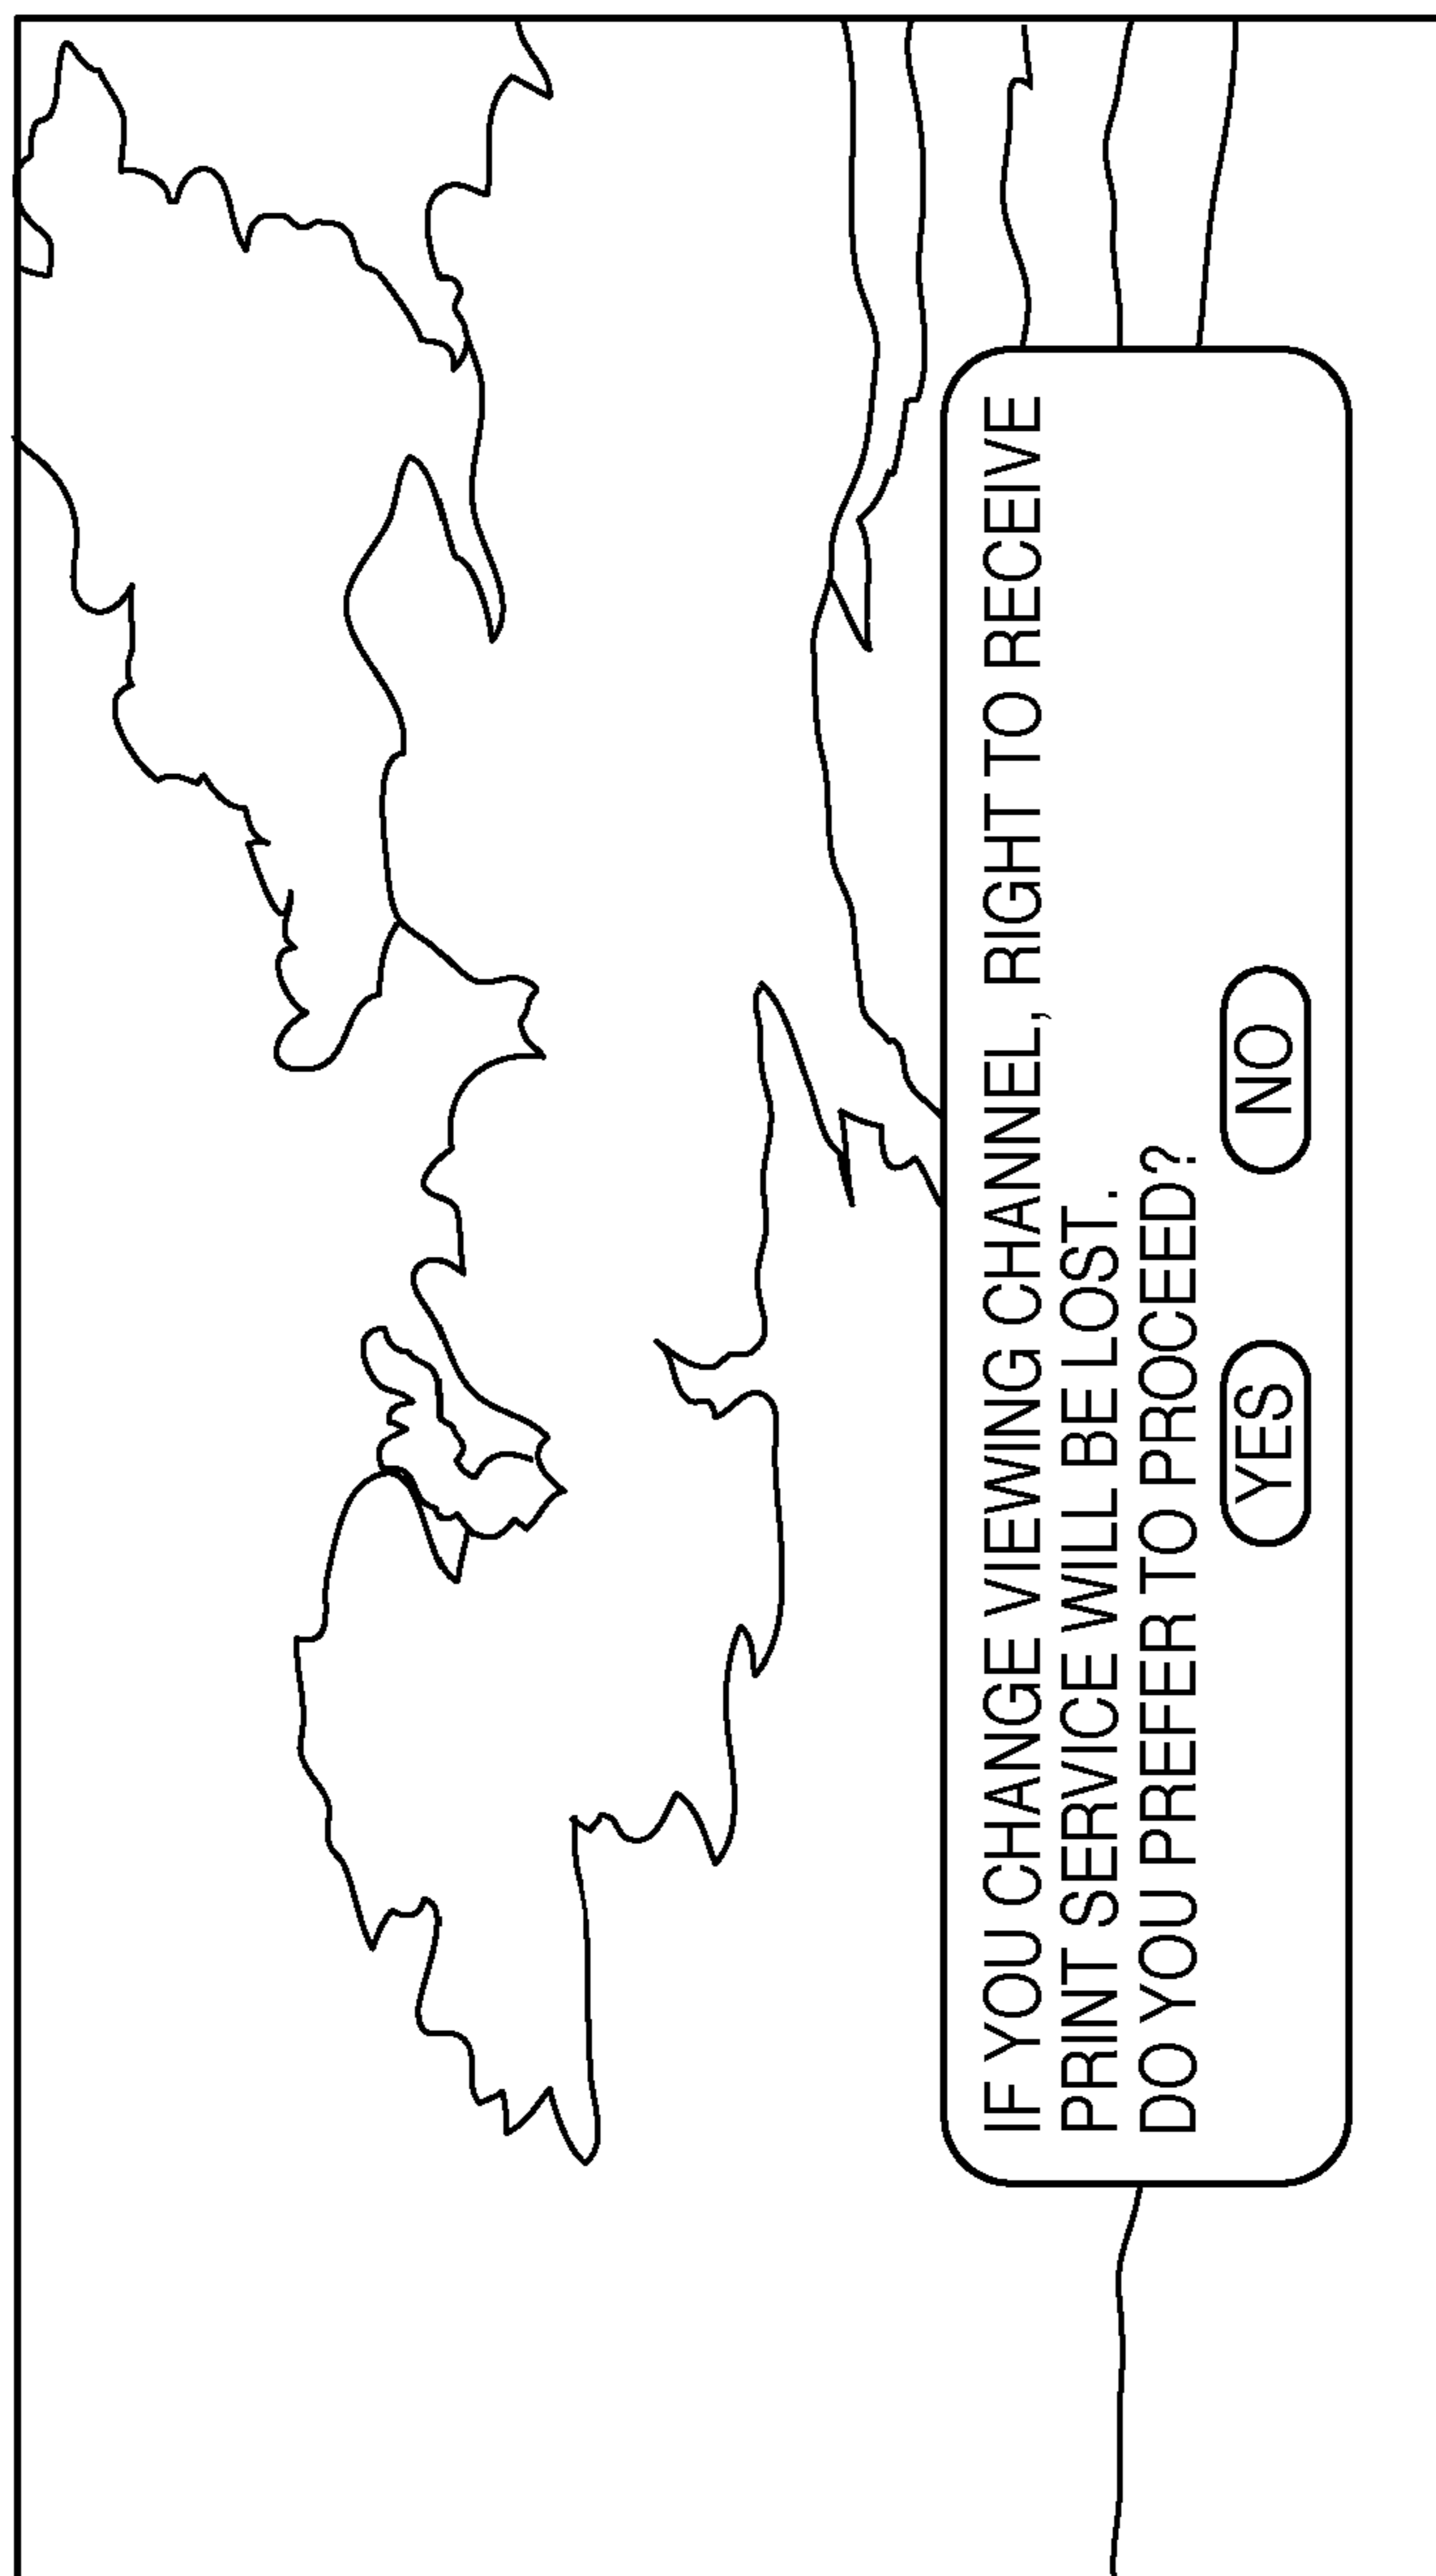 IF YOU CHANGE VIEWING CHANNEL, RIGHT TO RECEIVE
PRINT SERVICE WILL BE LOST.
DO YOU PREFER TO PROCEED?
YES NO